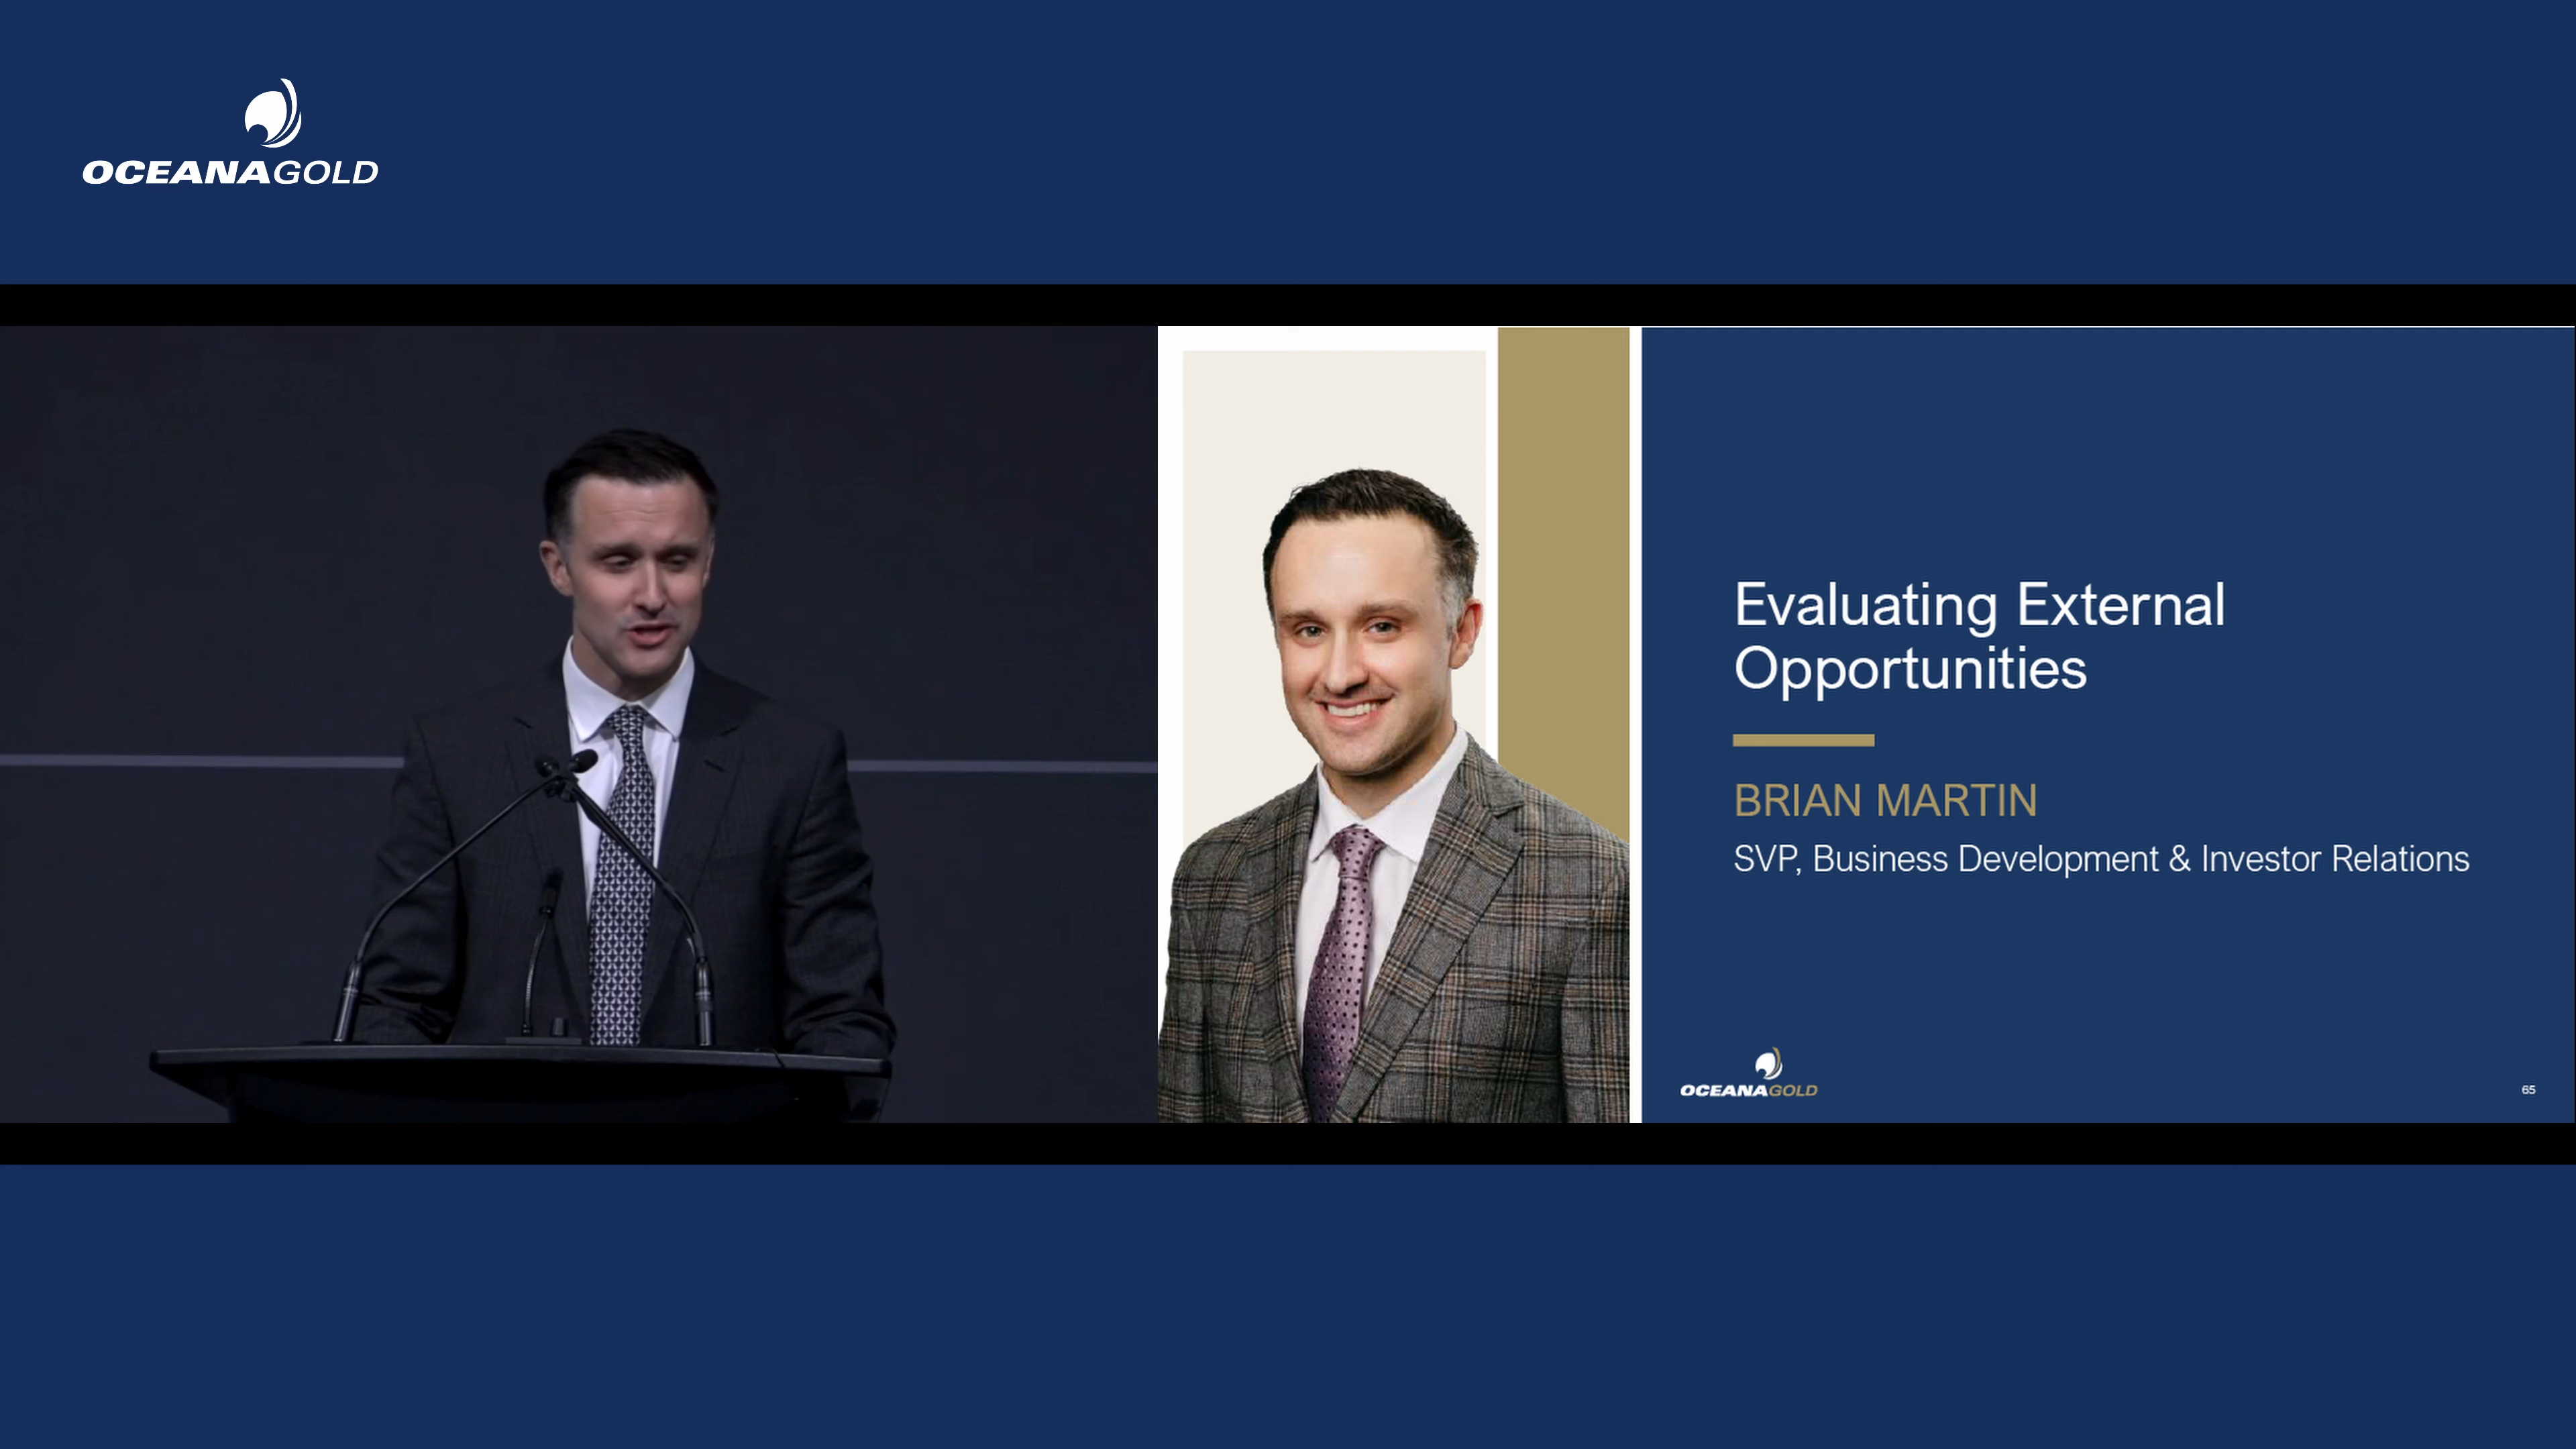 OCEANAGOLD
Evaluating External
Opportunities
BRIAN MARTIN
SVP, Business Development & Investor Relations
OCEANAGOLD
65